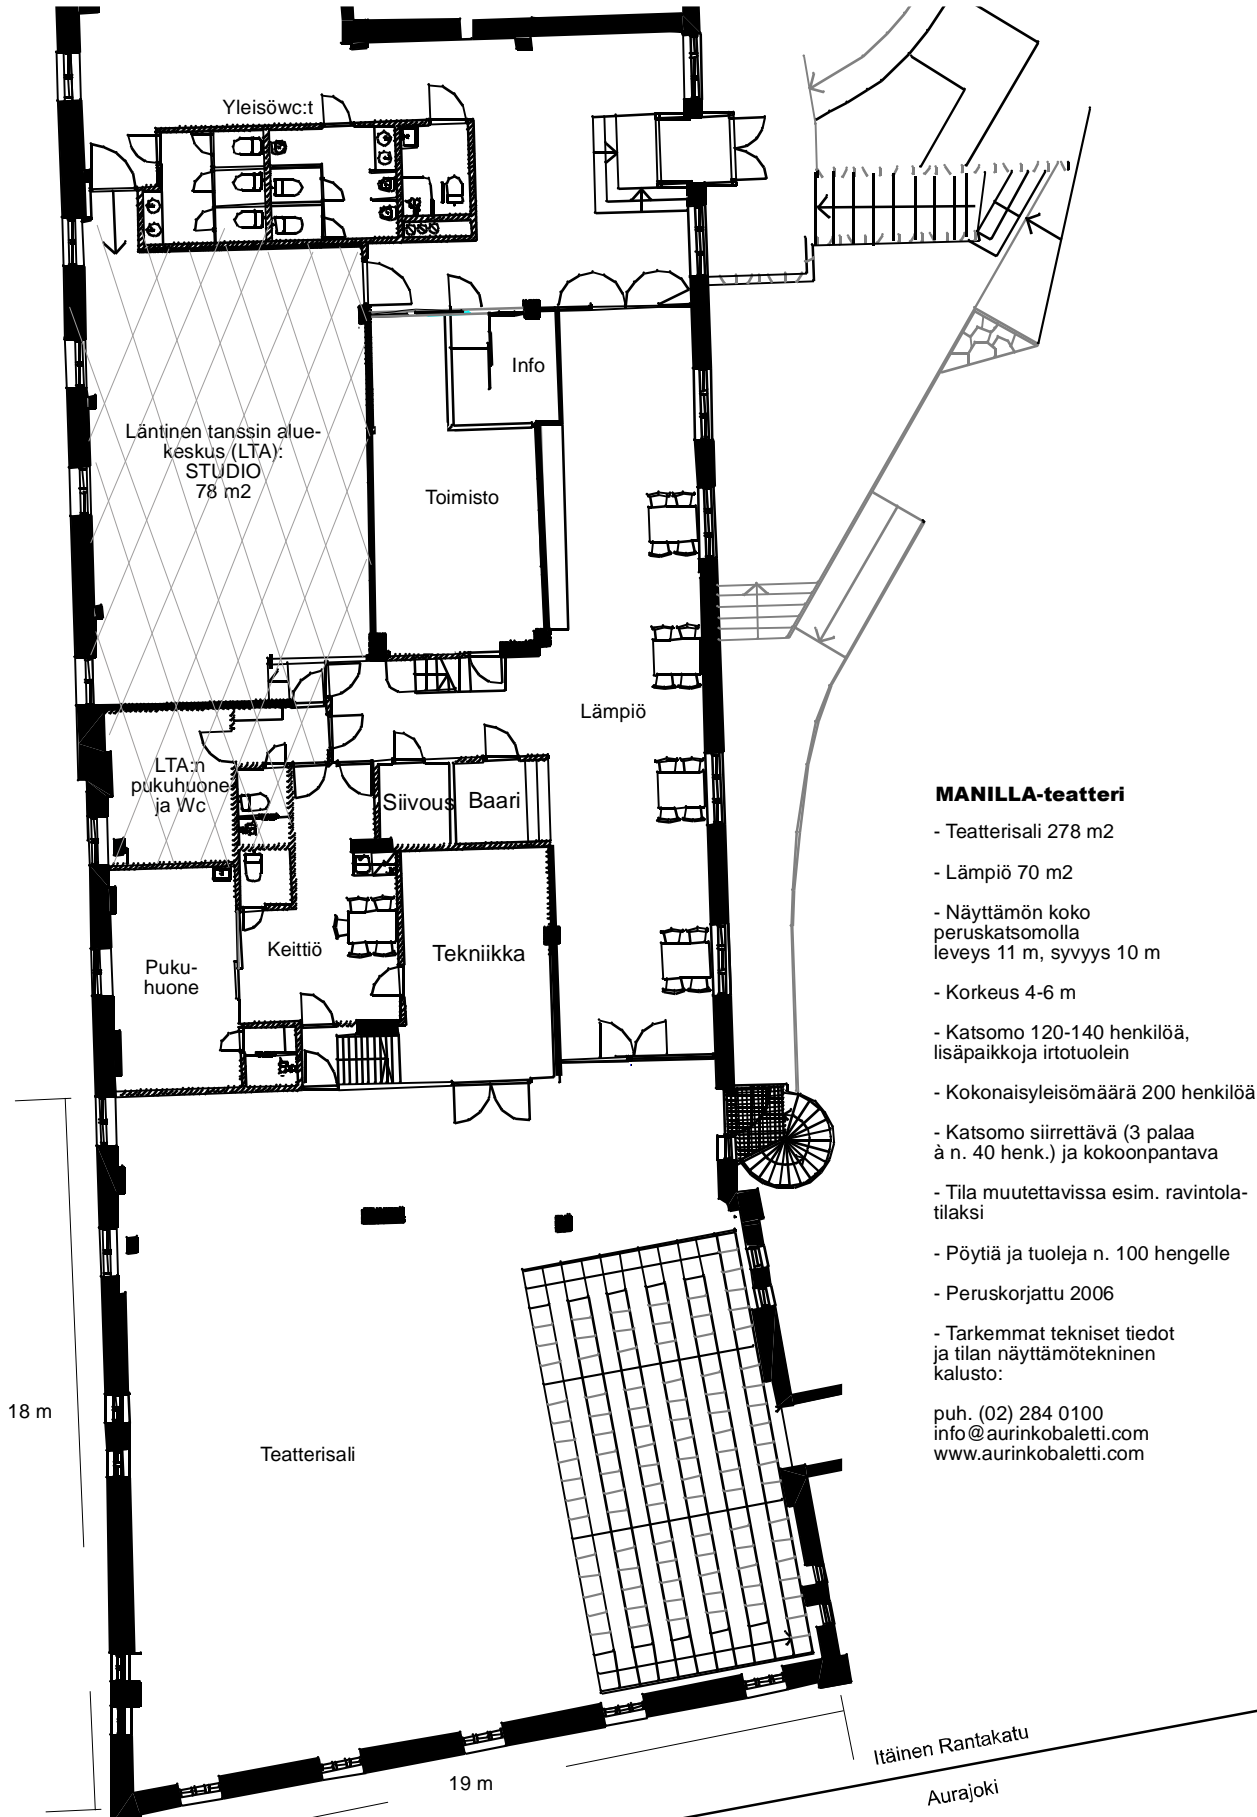 Yleisöwc:t
Info
Läntinen tanssin alue-
keskus (LTA):
STUDIO
78 m2
Toimisto
Lämpiö
LTA:n
pukuhuone
ja Wc
Siivous
Baari
Keittiö
Tekniikka
Puku-
huone
Teatterisali
18 m
19 m
Itäinen Rantakatu
Aurajoki
MANILLA-teatteri
- Teatterisali 278 m2
- Lämpiö 70 m2
- Näyttämön koko
peruskatsomolla
leveys 11 m, syvyys 10 m
- Korkeus 4-6 m
- Katsomo 120-140 henkilöä,
lisäpaikkoja irtotuolein
- Kokonaisyleisömäärä 200 henkilöä
- Katsomo siirrettävä (3 palaa
à n. 40 henk.) ja kokoonpantava
- Tila muutettavissa esim. ravintola-
tilaksi
- Pöytiä ja tuoleja n. 100 hengelle
- Peruskorjattu 2006
- Tarkemmat tekniset tiedot
ja tilan näyttämötekninen
kalusto:
puh. (02) 284 0100
info@aurinkobaletti.com
www.aurinkobaletti.com